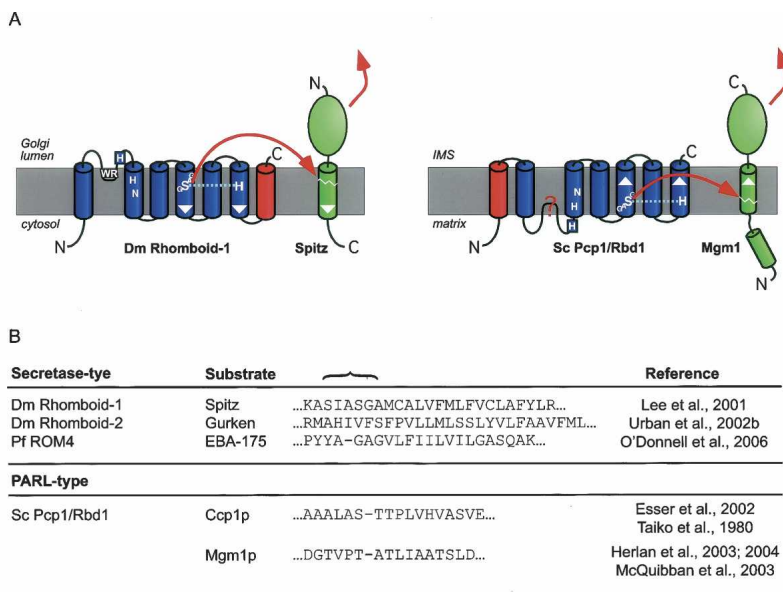 A
N
Golgi lumen
H
WR
H
N
G
S
G
H
C
cytosol
N
Dm Rhomboid-1
Spitz
C
C
IMS
C
N
H
H
G
S
G
H
?
H
matrix
N
Sc Pcp1/Rbd1
Mgm1
N
B
Secretase-tye Substrate Reference
Dm Rhomboid-1 Spitz ...KASIASGAMCALVFMLFVCLAFYLR... Lee et al., 2001
Dm Rhomboid-2 Gurken ...RMAHIVFSFPVLLMLSSLYVLFAAVFML... Urban et al., 2002b
Pf ROM4 EBA-175 ...PYYA-GAGVLFIILVILGASQAK... O'Donnell et al., 2006
PARL-type
Sc Pcp1/Rbd1 Ccp1p ...AAALAS-TTPLVHVASVE... Esser et al., 2002
Taiko et al., 1980
Mgm1p ...DGTVPT-ATLIAATSLD... Herlan et al., 2003; 2004
McQuibban et al., 2003